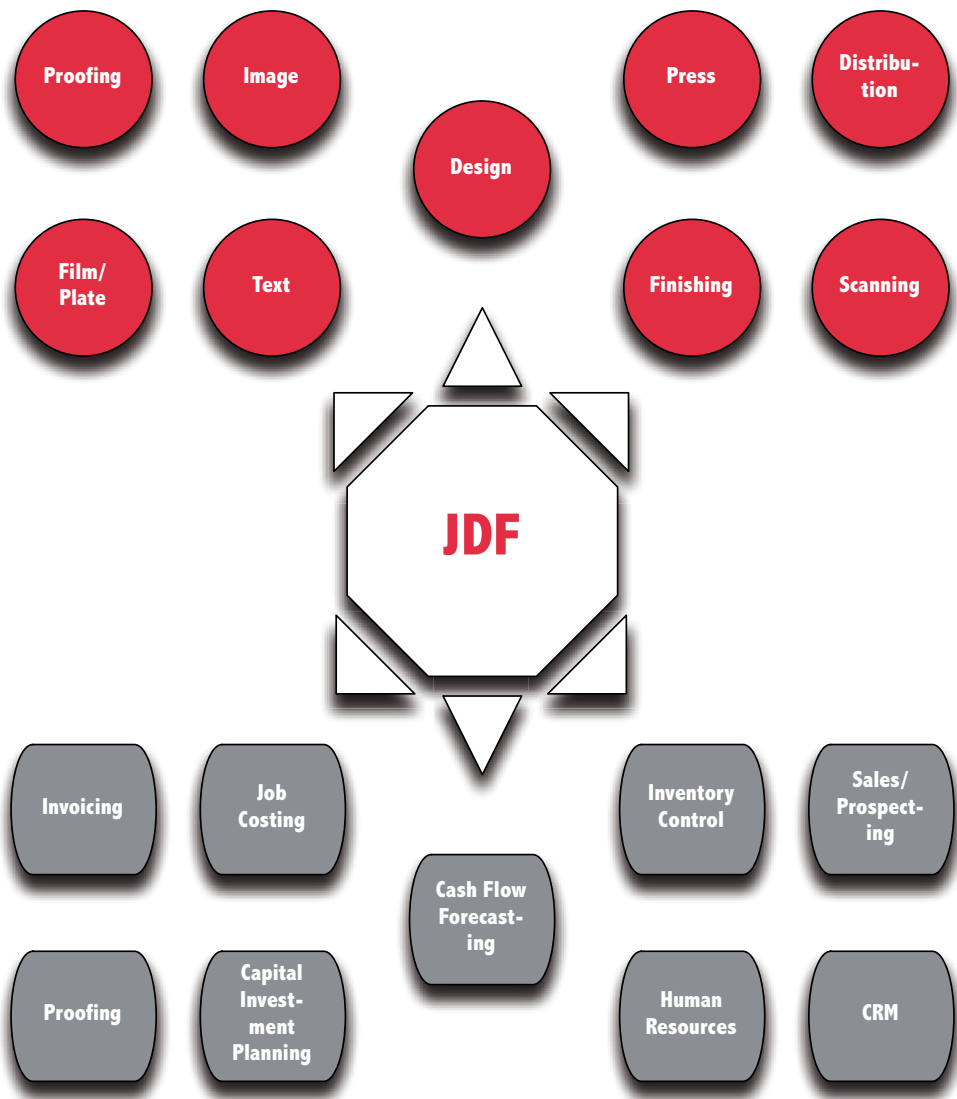 Proofing
Image
Design
Press
Distribu-
tion
Film/
Plate
Text
Finishing
Scanning
JDF
Invoicing
Job
Costing
Cash Flow
Forecast-
ing
Inventory
Control
Sales/
Prospect-
ing
Proofing
Capital
Invest-
ment
Planning
Human
Resources
CRM